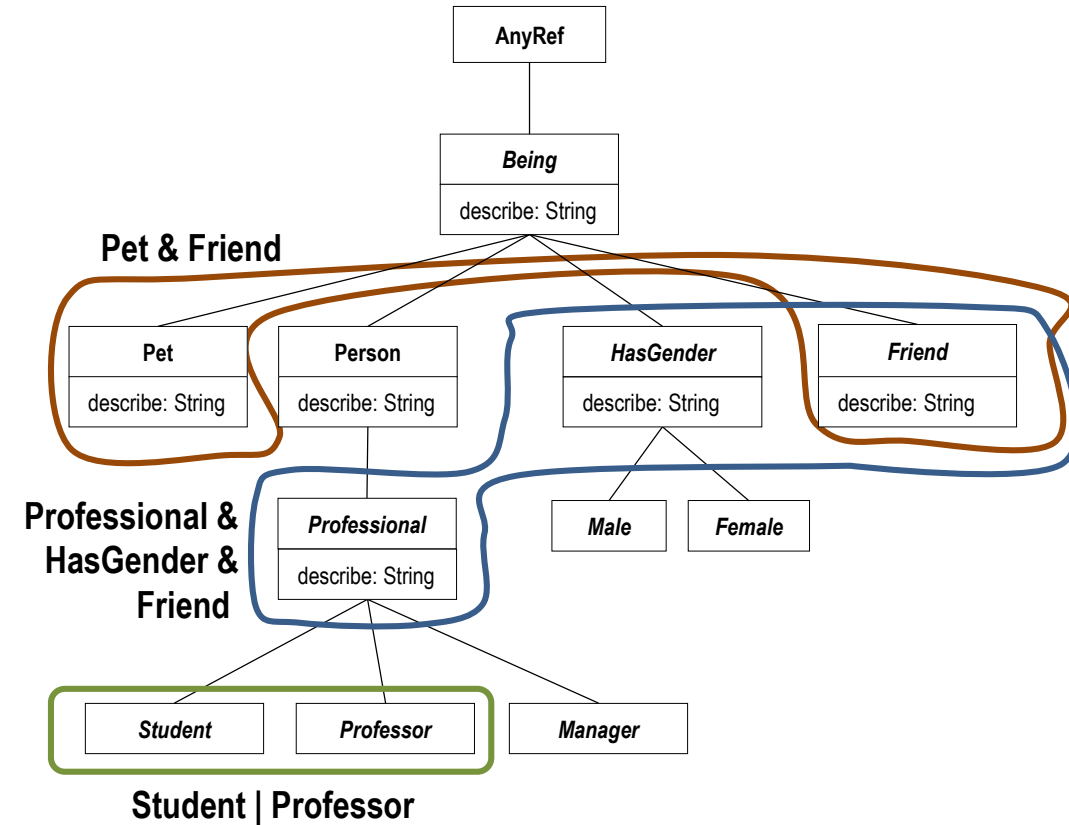 AnyRef
Being
describe: String
Pet & Friend
Pet
describe: String
Person
describe: String
HasGender
describe: String
Friend
describe: String
Professional &
HasGender &
Friend
Professional
describe: String
Male
Female
Student
Professor
Manager
Student | Professor